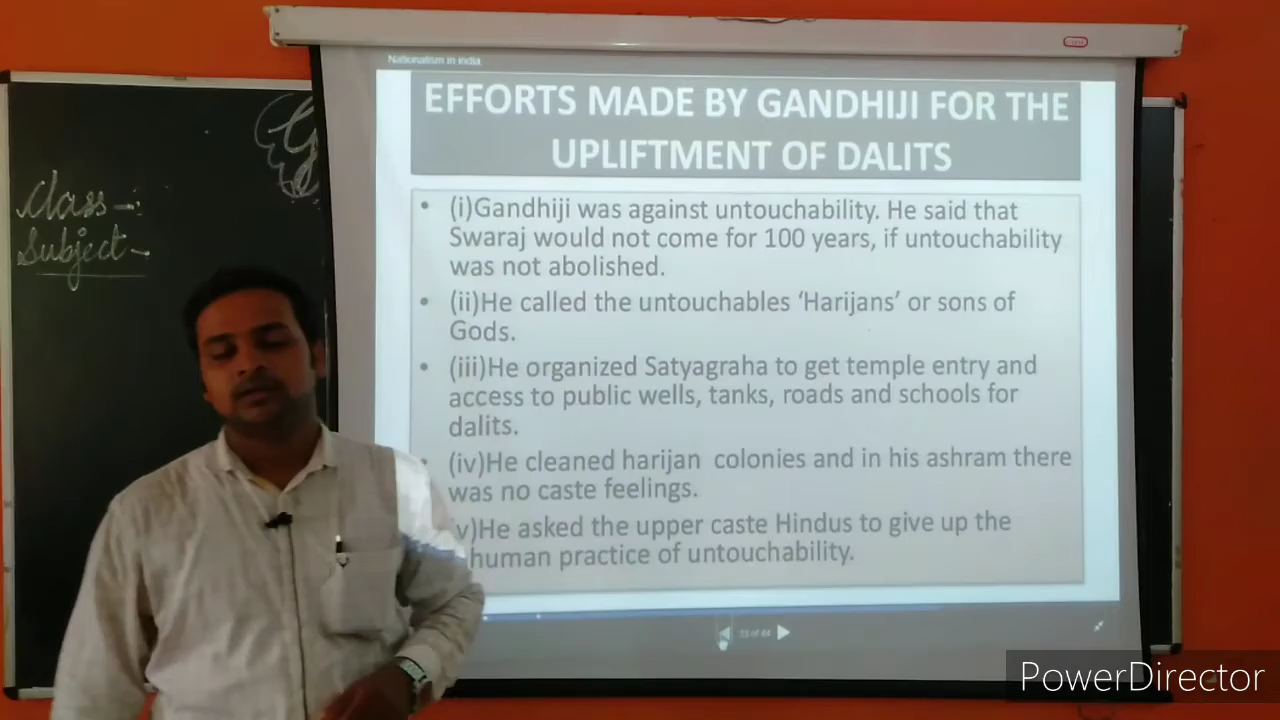 Nationalism in india
EFFORTS MADE BY GANDHIJI FOR THE
UPLIFTMENT OF DALITS
• (i)Gandhiji was against untouchability. He said that
Swaraj would not come for 100 years, if untouchability
was not abolished.
• (ii)He called the untouchables ‘Harijans’ or sons of
Gods.
• (iii)He organized Satyagraha to get temple entry and
access to public wells, tanks, roads and schools for
dalits.
(iv)He cleaned harijan colonies and in his ashram there
was no caste feelings.
v)He asked the upper caste Hindus to give up the
human practice of untouchability.
Class -:
Subject -
PowerDirector